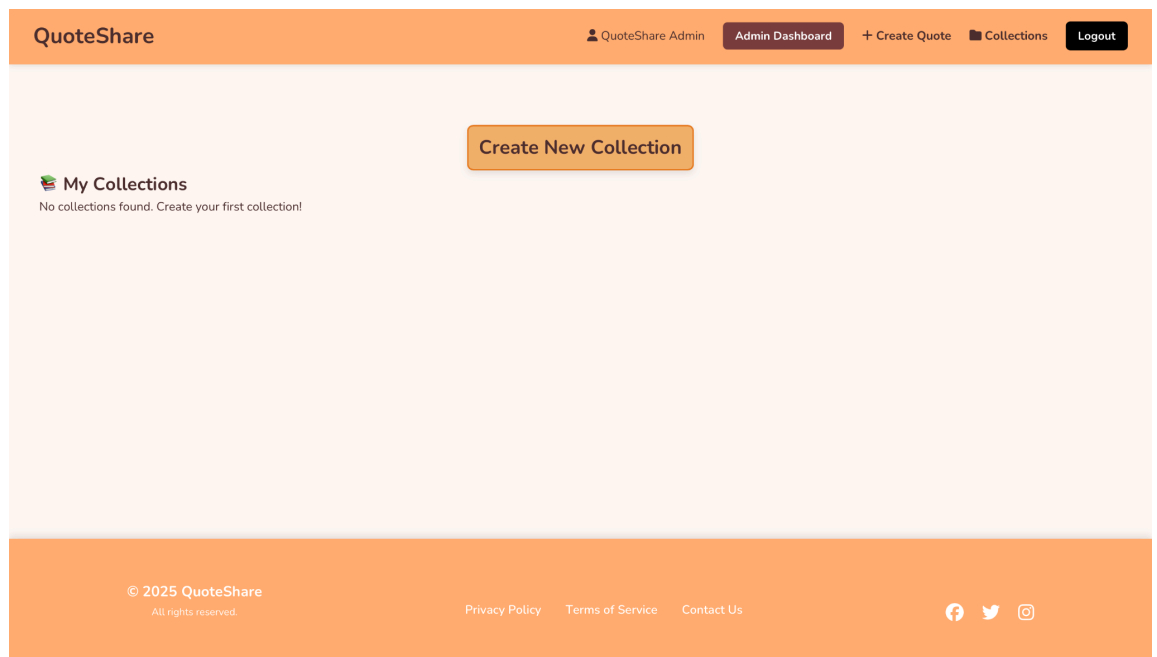 QuoteShare
QuoteShare Admin
Admin Dashboard
+ Create Quote
Collections
Logout
Create New Collection
📚 My Collections
No collections found. Create your first collection!
© 2025 QuoteShare
All rights reserved.
Privacy Policy
Terms of Service
Contact Us